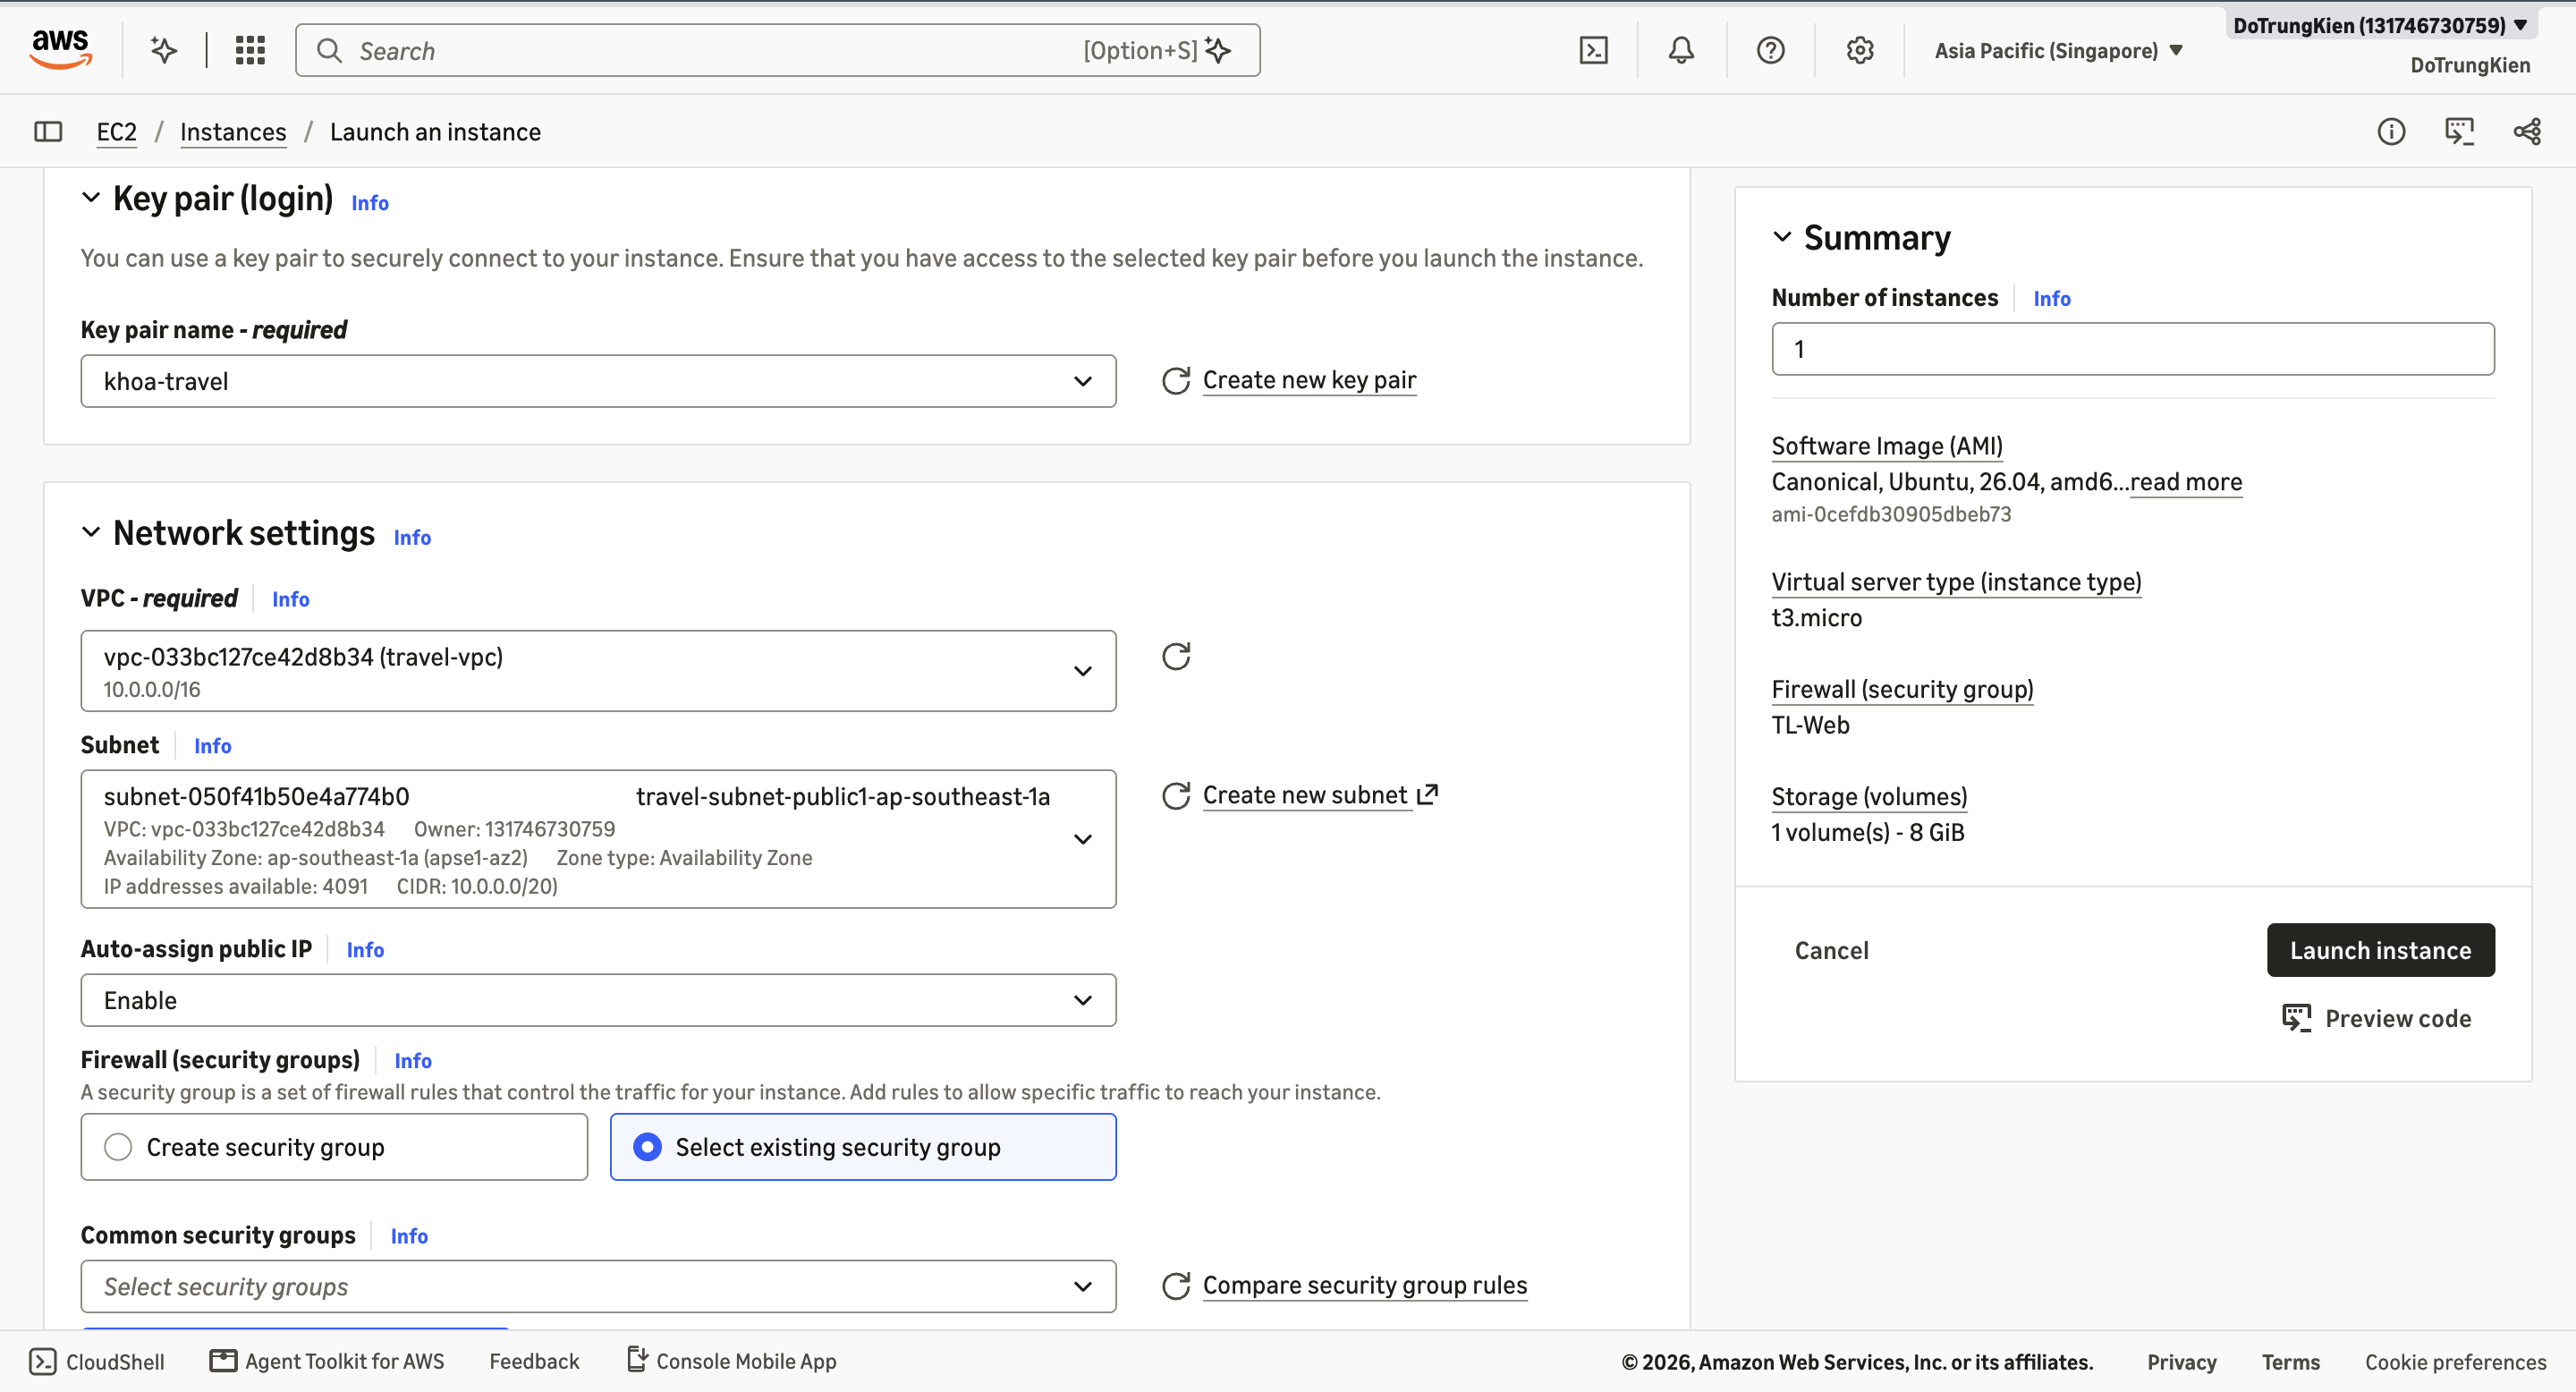 aws
Search
[Option+S]
Asia Pacific (Singapore)
DoTrungKien (131746730759)
DoTrungKien
EC2 / Instances / Launch an instance
Key pair (login) Info
You can use a key pair to securely connect to your instance. Ensure that you have access to the selected key pair before you launch the instance.
Key pair name - required
khoa-travel
Create new key pair
Network settings Info
VPC - required Info
vpc-033bc127ce42d8b34 (travel-vpc)
10.0.0.0/16
Subnet Info
subnet-050f41b50e4a774b0 travel-subnet-public1-ap-southeast-1a
VPC: vpc-033bc127ce42d8b34 Owner: 131746730759
Availability Zone: ap-southeast-1a (apse1-az2) Zone type: Availability Zone
IP addresses available: 4091 CIDR: 10.0.0.0/20)
Create new subnet
Auto-assign public IP Info
Enable
Firewall (security groups) Info
A security group is a set of firewall rules that control the traffic for your instance. Add rules to allow specific traffic to reach your instance.
Create security group
Select existing security group
Common security groups Info
Select security groups
Compare security group rules
Summary
Number of instances Info
1
Software Image (AMI)
Canonical, Ubuntu, 26.04, amd6...read more
ami-0cefdb30905dbeb73
Virtual server type (instance type)
t3.micro
Firewall (security group)
TL-Web
Storage (volumes)
1 volume(s) - 8 GiB
Cancel
Launch instance
Preview code
CloudShell
Agent Toolkit for AWS
Feedback
Console Mobile App
© 2026, Amazon Web Services, Inc. or its affiliates.
Privacy
Terms
Cookie preferences